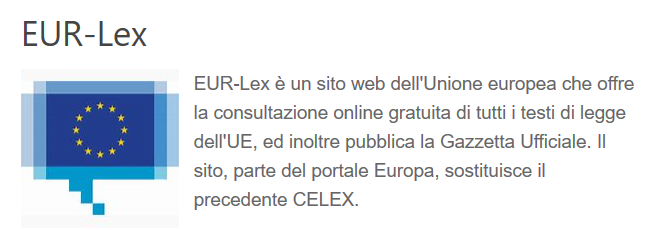 EUR-Lex
EUR-Lex è un sito web dell'Unione europea che offre
la consultazione online gratuita di tutti i testi di legge
dell'UE, ed inoltre pubblica la Gazzetta Ufficiale. Il
sito, parte del portale Europa, sostituisce il
precedente CELEX.